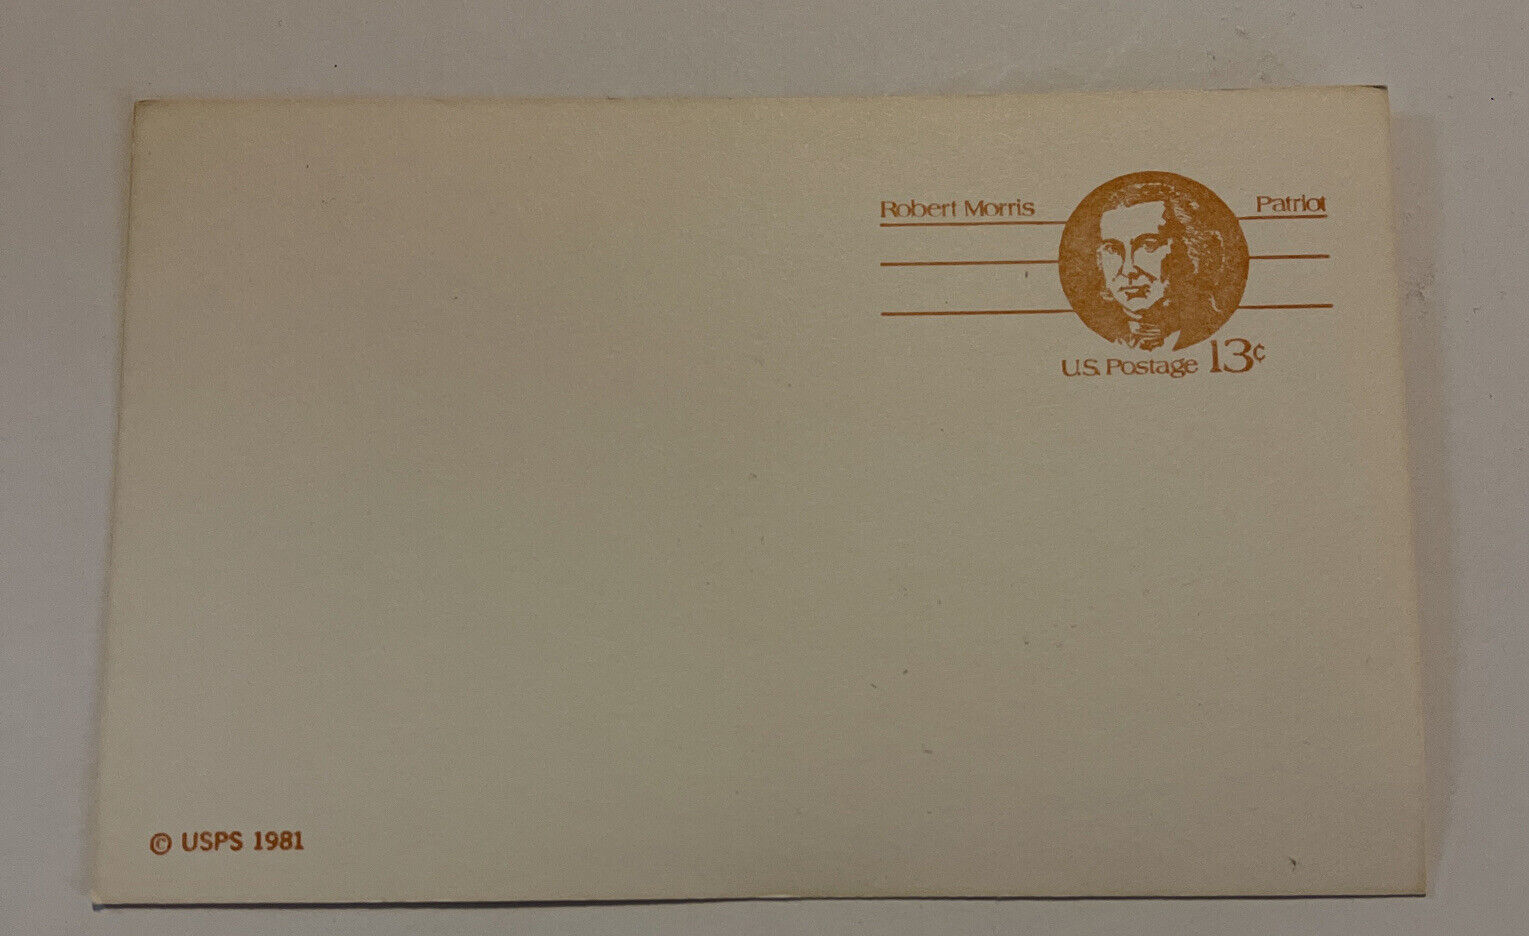 Robert Morris Patriot
U.S. Postage 13¢
© USPS 1981